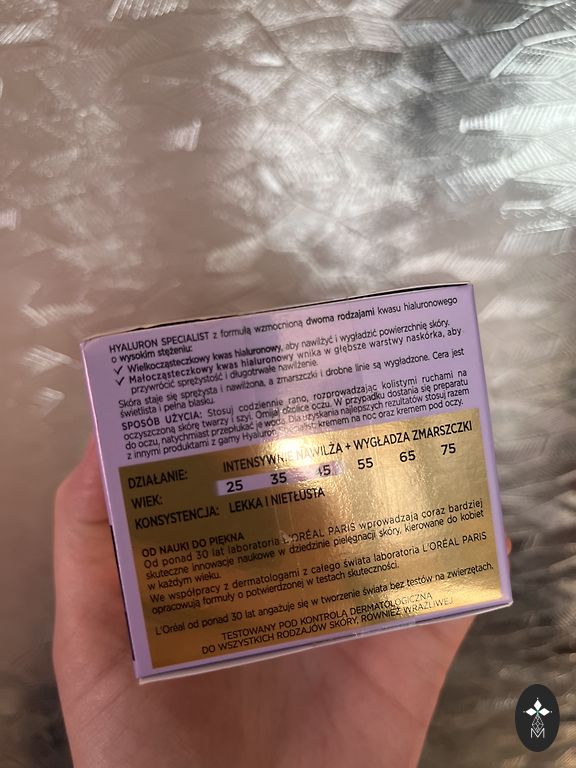 HYALURON SPECIALIST z formułą wzmocnioną dwoma rodzajami kwasu hialuronowego
o wysokim stężeniu:
✓ Wielkocząsteczkowy kwas hialuronowy, aby nawilżyć i wygładzić powierzchnię skóry.
✓ Małocząsteczkowy kwas hialuronowy wnika w głębsze warstwy naskórka, aby
przywrócić sprężystość i długotrwałe nawilżenie.
Skóra staje się sprężysta i nawilżona, a zmarszczki i drobne linie są wygładzone. Cera jest
świetlista i pełna blasku.
SPOSÓB UŻYCIA: Stosuj codziennie rano, rozprowadzając kolistymi ruchami na
oczyszczoną skórę twarzy i szyi. Omijaj okolice oczu. W przypadku dostania się preparatu
do oczu, natychmiast przepłukaj je wodą. Dla uzyskania najlepszych rezultatów stosuj razem
z innymi produktami z gamy Hyaluron Specialist: kremem na noc oraz kremem pod oczy.
DZIAŁANIE: INTENSYWNIE NAWILŻA + WYGŁADZA ZMARSZCZKI
WIEK: 25 35 45 55 65 75
KONSYSTENCJA: LEKKA I NIETŁUSTA
OD NAUKI DO PIĘKNA
Od ponad 30 lat laboratoria L'ORÉAL PARIS wprowadzają coraz bardziej
skuteczne innowacje naukowe w dziedzinie pielęgnacji skóry, kierowane do kobiet
w każdym wieku.
We współpracy z dermatologami z całego świata laboratoria L'ORÉAL PARIS
opracowują formuły o potwierdzonej w testach skuteczności.
L'Oréal od ponad 30 lat angażuje się w tworzenie świata bez testów na zwierzętach.
TESTOWANY POD KONTROLĄ DERMATOLOGICZNĄ
DO WSZYSTKICH RODZAJÓW SKÓRY, RÓWNIEŻ WRAŻLIWEJ
M